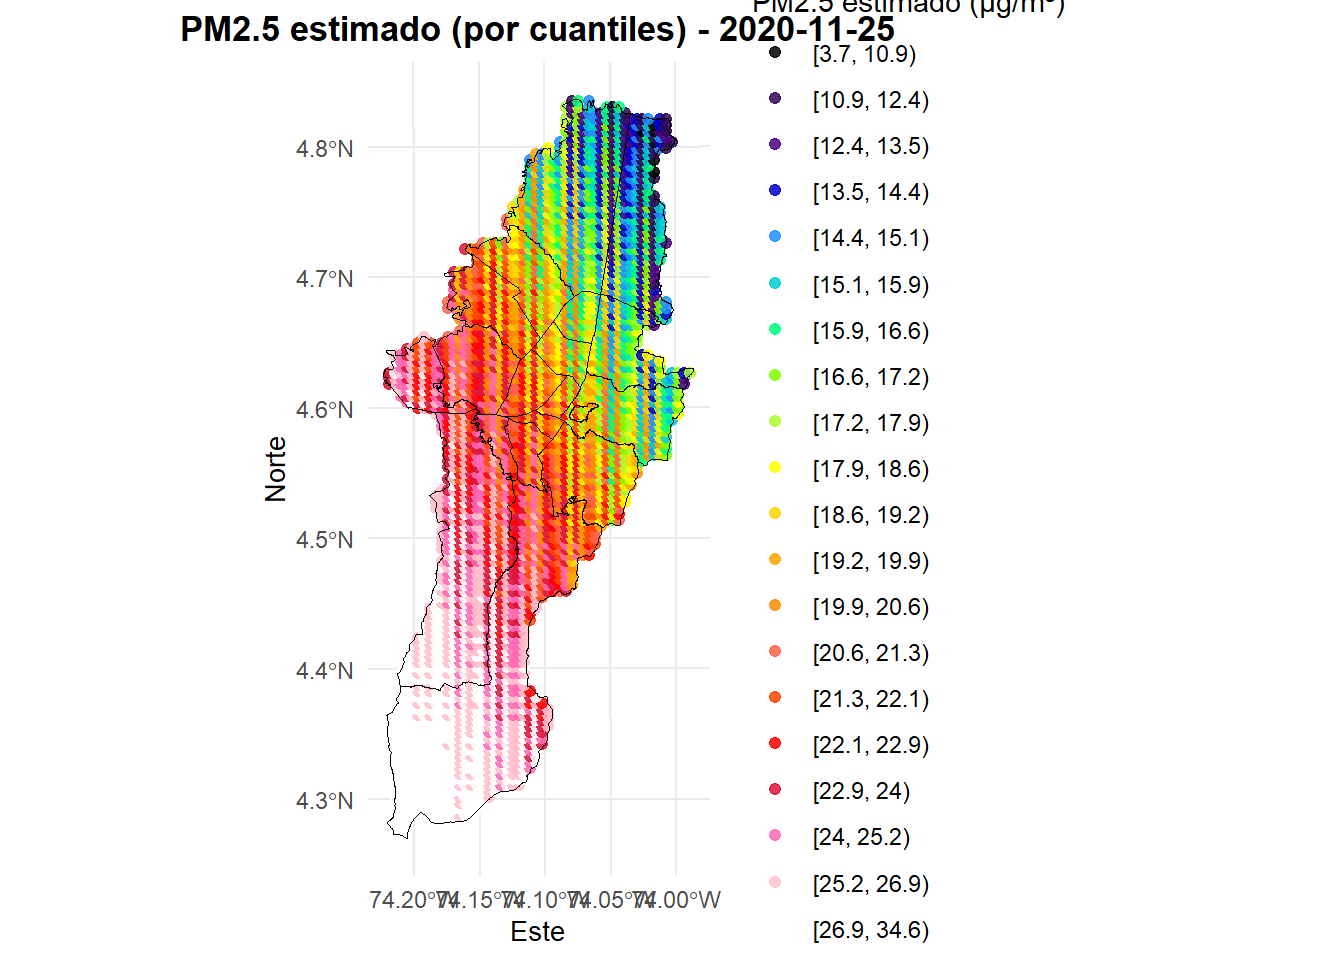 PM2.5 estimado (µg/m³)
PM2.5 estimado (por cuantiles) - 2020-11-25
[3.7, 10.9)
[10.9, 12.4)
[12.4, 13.5)
[13.5, 14.4)
[14.4, 15.1)
[15.1, 15.9)
[15.9, 16.6)
[16.6, 17.2)
[17.2, 17.9)
[17.9, 18.6)
[18.6, 19.2)
[19.2, 19.9)
[19.9, 20.6)
[20.6, 21.3)
[21.3, 22.1)
[22.1, 22.9)
[22.9, 24)
[24, 25.2)
[25.2, 26.9)
[26.9, 34.6)
4.8°N
4.7°N
4.6°N
4.5°N
4.4°N
4.3°N
Norte
74.20°W 74.15°W 74.10°W 74.05°W 74.00°W
Este